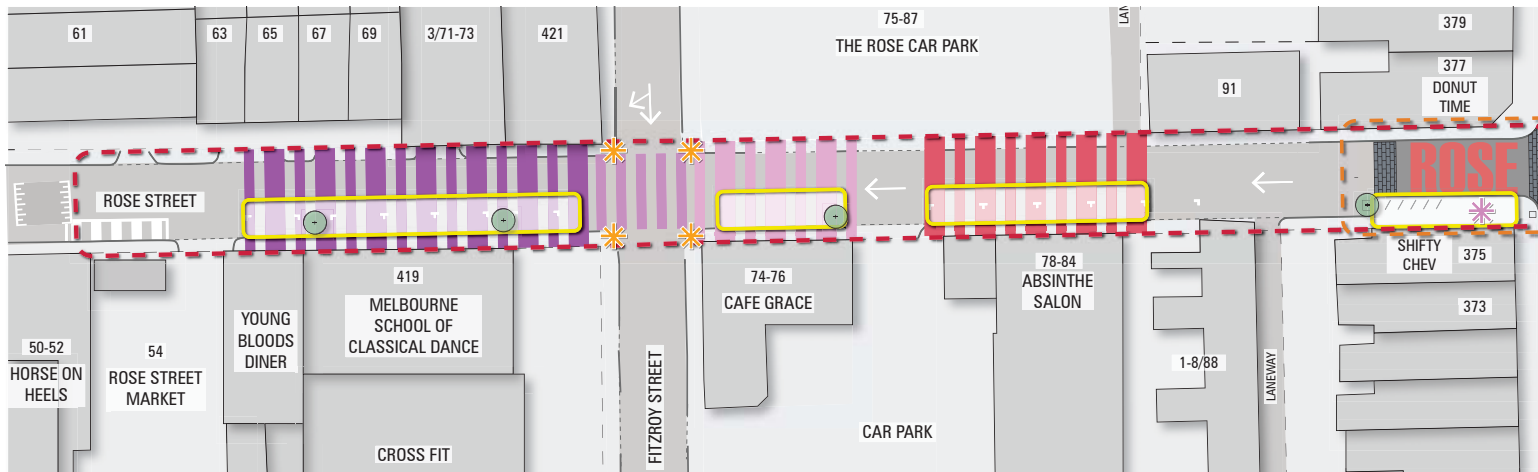 61
63
65
67
69
3/71-73
421
75-87
THE ROSE CAR PARK
LAN
91
379
377
DONUT
TIME
ROSE STREET
ROSE
50-52
HORSE ON
HEELS
54
ROSE STREET
MARKET
YOUNG
BLOODS
DINER
419
MELBOURNE
SCHOOL OF
CLASSICAL DANCE
CROSS FIT
FITZROY STREET
74-76
CAFE GRACE
CAR PARK
78-84
ABSINTHE
SALON
1-8/88
LANEWAY
SHIFTY
CHEV
375
373